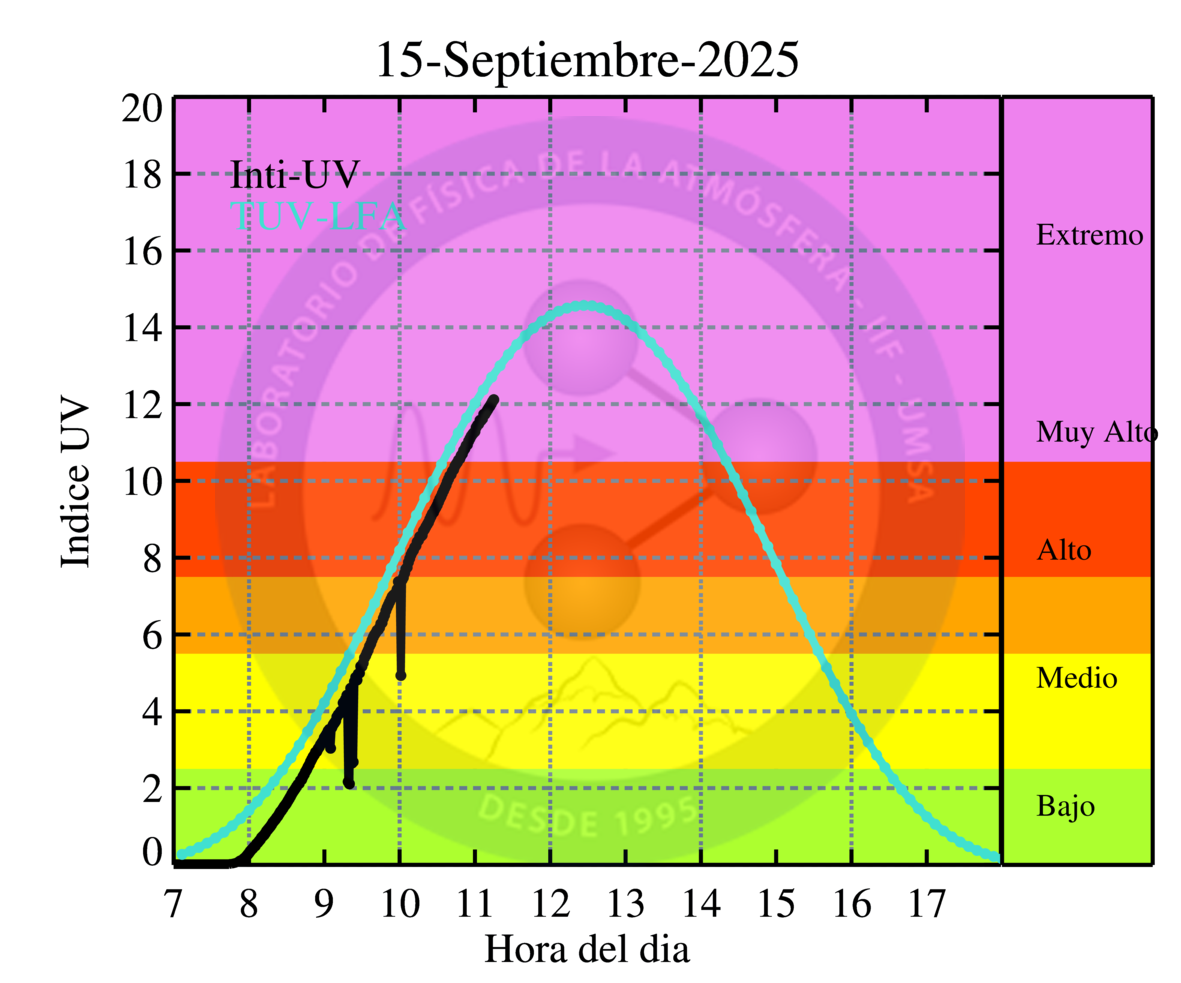 15-Septiembre-2025
Indice UV
20
18
16
14
12
10
8
6
4
2
0
Inti-UV
TUV-LFA
LABORATORIO DE FÍSICA DE LA ATMÓSFERA - IIF - UMSA
DESDE 1995
Extremo
Muy Alto
Alto
Medio
Bajo
7 8 9 10 11 12 13 14 15 16 17
Hora del dia